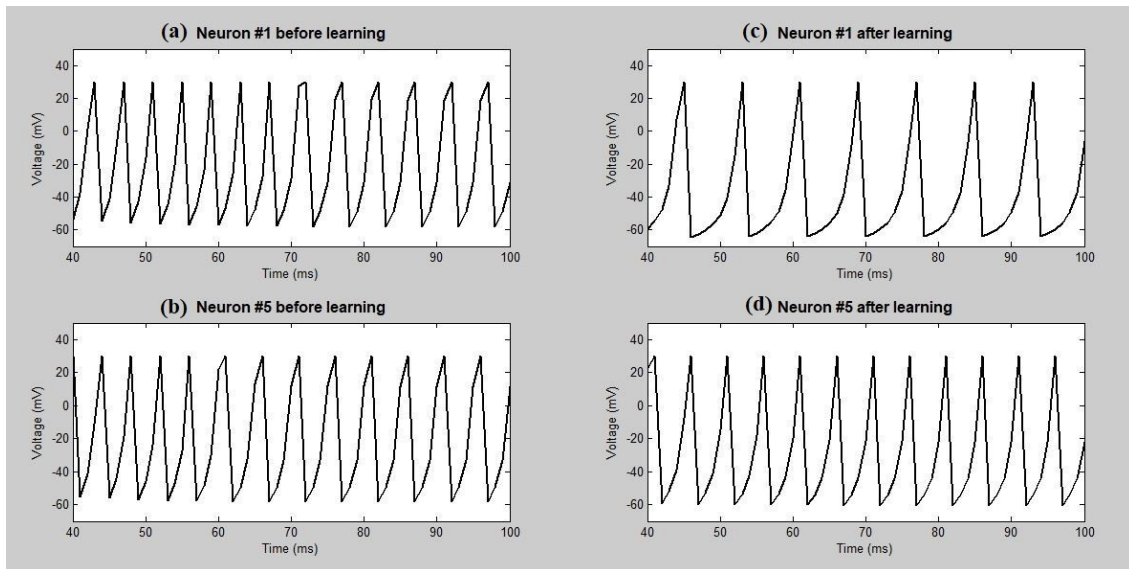 (a) Neuron #1 before learning
Voltage (mV)
40
20
0
-20
-40
-60
40 50 60 70 80 90 100
Time (ms)
(c) Neuron #1 after learning
Voltage (mV)
40
20
0
-20
-40
-60
40 50 60 70 80 90 100
Time (ms)
(b) Neuron #5 before learning
Voltage (mV)
40
20
0
-20
-40
-60
40 50 60 70 80 90 100
Time (ms)
(d) Neuron #5 after learning
Voltage (mV)
40
20
0
-20
-40
-60
40 50 60 70 80 90 100
Time (ms)